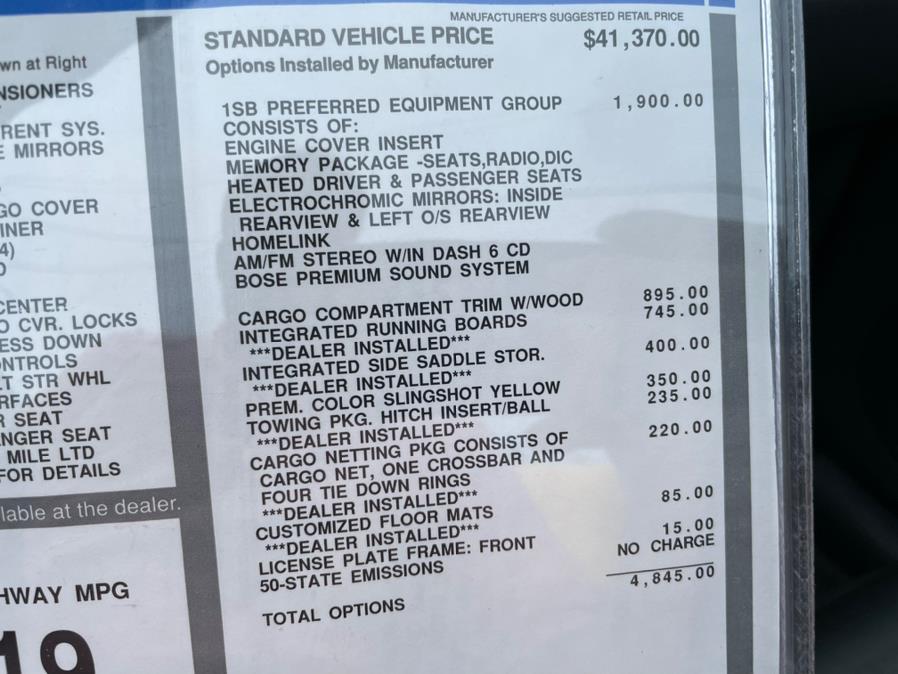 wn at Right
NSIONERS
RENT SYS.
E MIRRORS
GO COVER
INER
4)
CENTER
O CVR. LOCKS
ESS DOWN
NTROLS
LT STR WHL
RFACES
R SEAT
NGER SEAT
MILE LTD
FOR DETAILS
lable at the dealer.
HWAY MPG
19
MANUFACTURER'S SUGGESTED RETAIL PRICE
STANDARD VEHICLE PRICE $41,370.00
Options Installed by Manufacturer
1SB PREFERRED EQUIPMENT GROUP 1,900.00
CONSISTS OF:
ENGINE COVER INSERT
MEMORY PACKAGE -SEATS,RADIO,DIC
HEATED DRIVER & PASSENGER SEATS
ELECTROCHROMIC MIRRORS: INSIDE
REARVIEW & LEFT O/S REARVIEW
HOMELINK
AM/FM STEREO W/IN DASH 6 CD
BOSE PREMIUM SOUND SYSTEM
CARGO COMPARTMENT TRIM W/WOOD 895.00
INTEGRATED RUNNING BOARDS 745.00
***DEALER INSTALLED***
INTEGRATED SIDE SADDLE STOR. 400.00
***DEALER INSTALLED***
PREM. COLOR SLINGSHOT YELLOW 350.00
TOWING PKG. HITCH INSERT/BALL 235.00
***DEALER INSTALLED***
CARGO NETTING PKG CONSISTS OF 220.00
CARGO NET, ONE CROSSBAR AND
FOUR TIE DOWN RINGS
***DEALER INSTALLED***
CUSTOMIZED FLOOR MATS 85.00
***DEALER INSTALLED***
LICENSE PLATE FRAME: FRONT 15.00
50-STATE EMISSIONS NO CHARGE
TOTAL OPTIONS 4,845.00